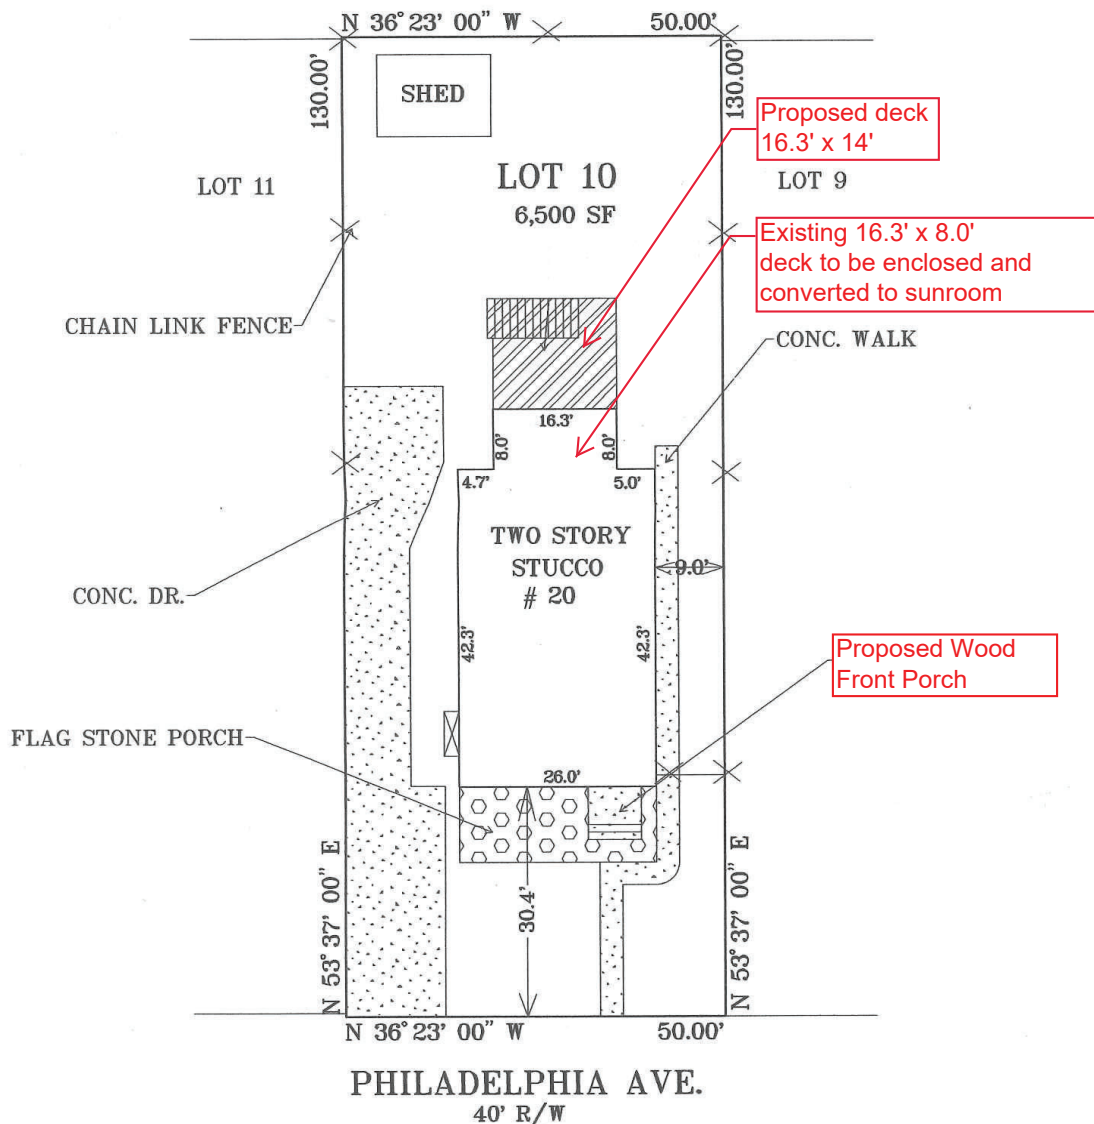 N 36° 23' 00" W 50.00'
130.00'
130.00'
SHED
Proposed deck
16.3' x 14'
LOT 11
LOT 10
6,500 SF
LOT 9
Existing 16.3' x 8.0'
deck to be enclosed and
converted to sunroom
CHAIN LINK FENCE
CONC. WALK
16.3'
8.0'
8.0'
4.7'
5.0'
TWO STORY
STUCCO
# 20
9.0'
CONC. DR.
42.3'
42.3'
Proposed Wood
Front Porch
FLAG STONE PORCH
26.0'
30.4'
N 53° 37' 00" E
N 53° 37' 00" E
N 36° 23' 00" W 50.00'
PHILADELPHIA AVE.
40' R/W